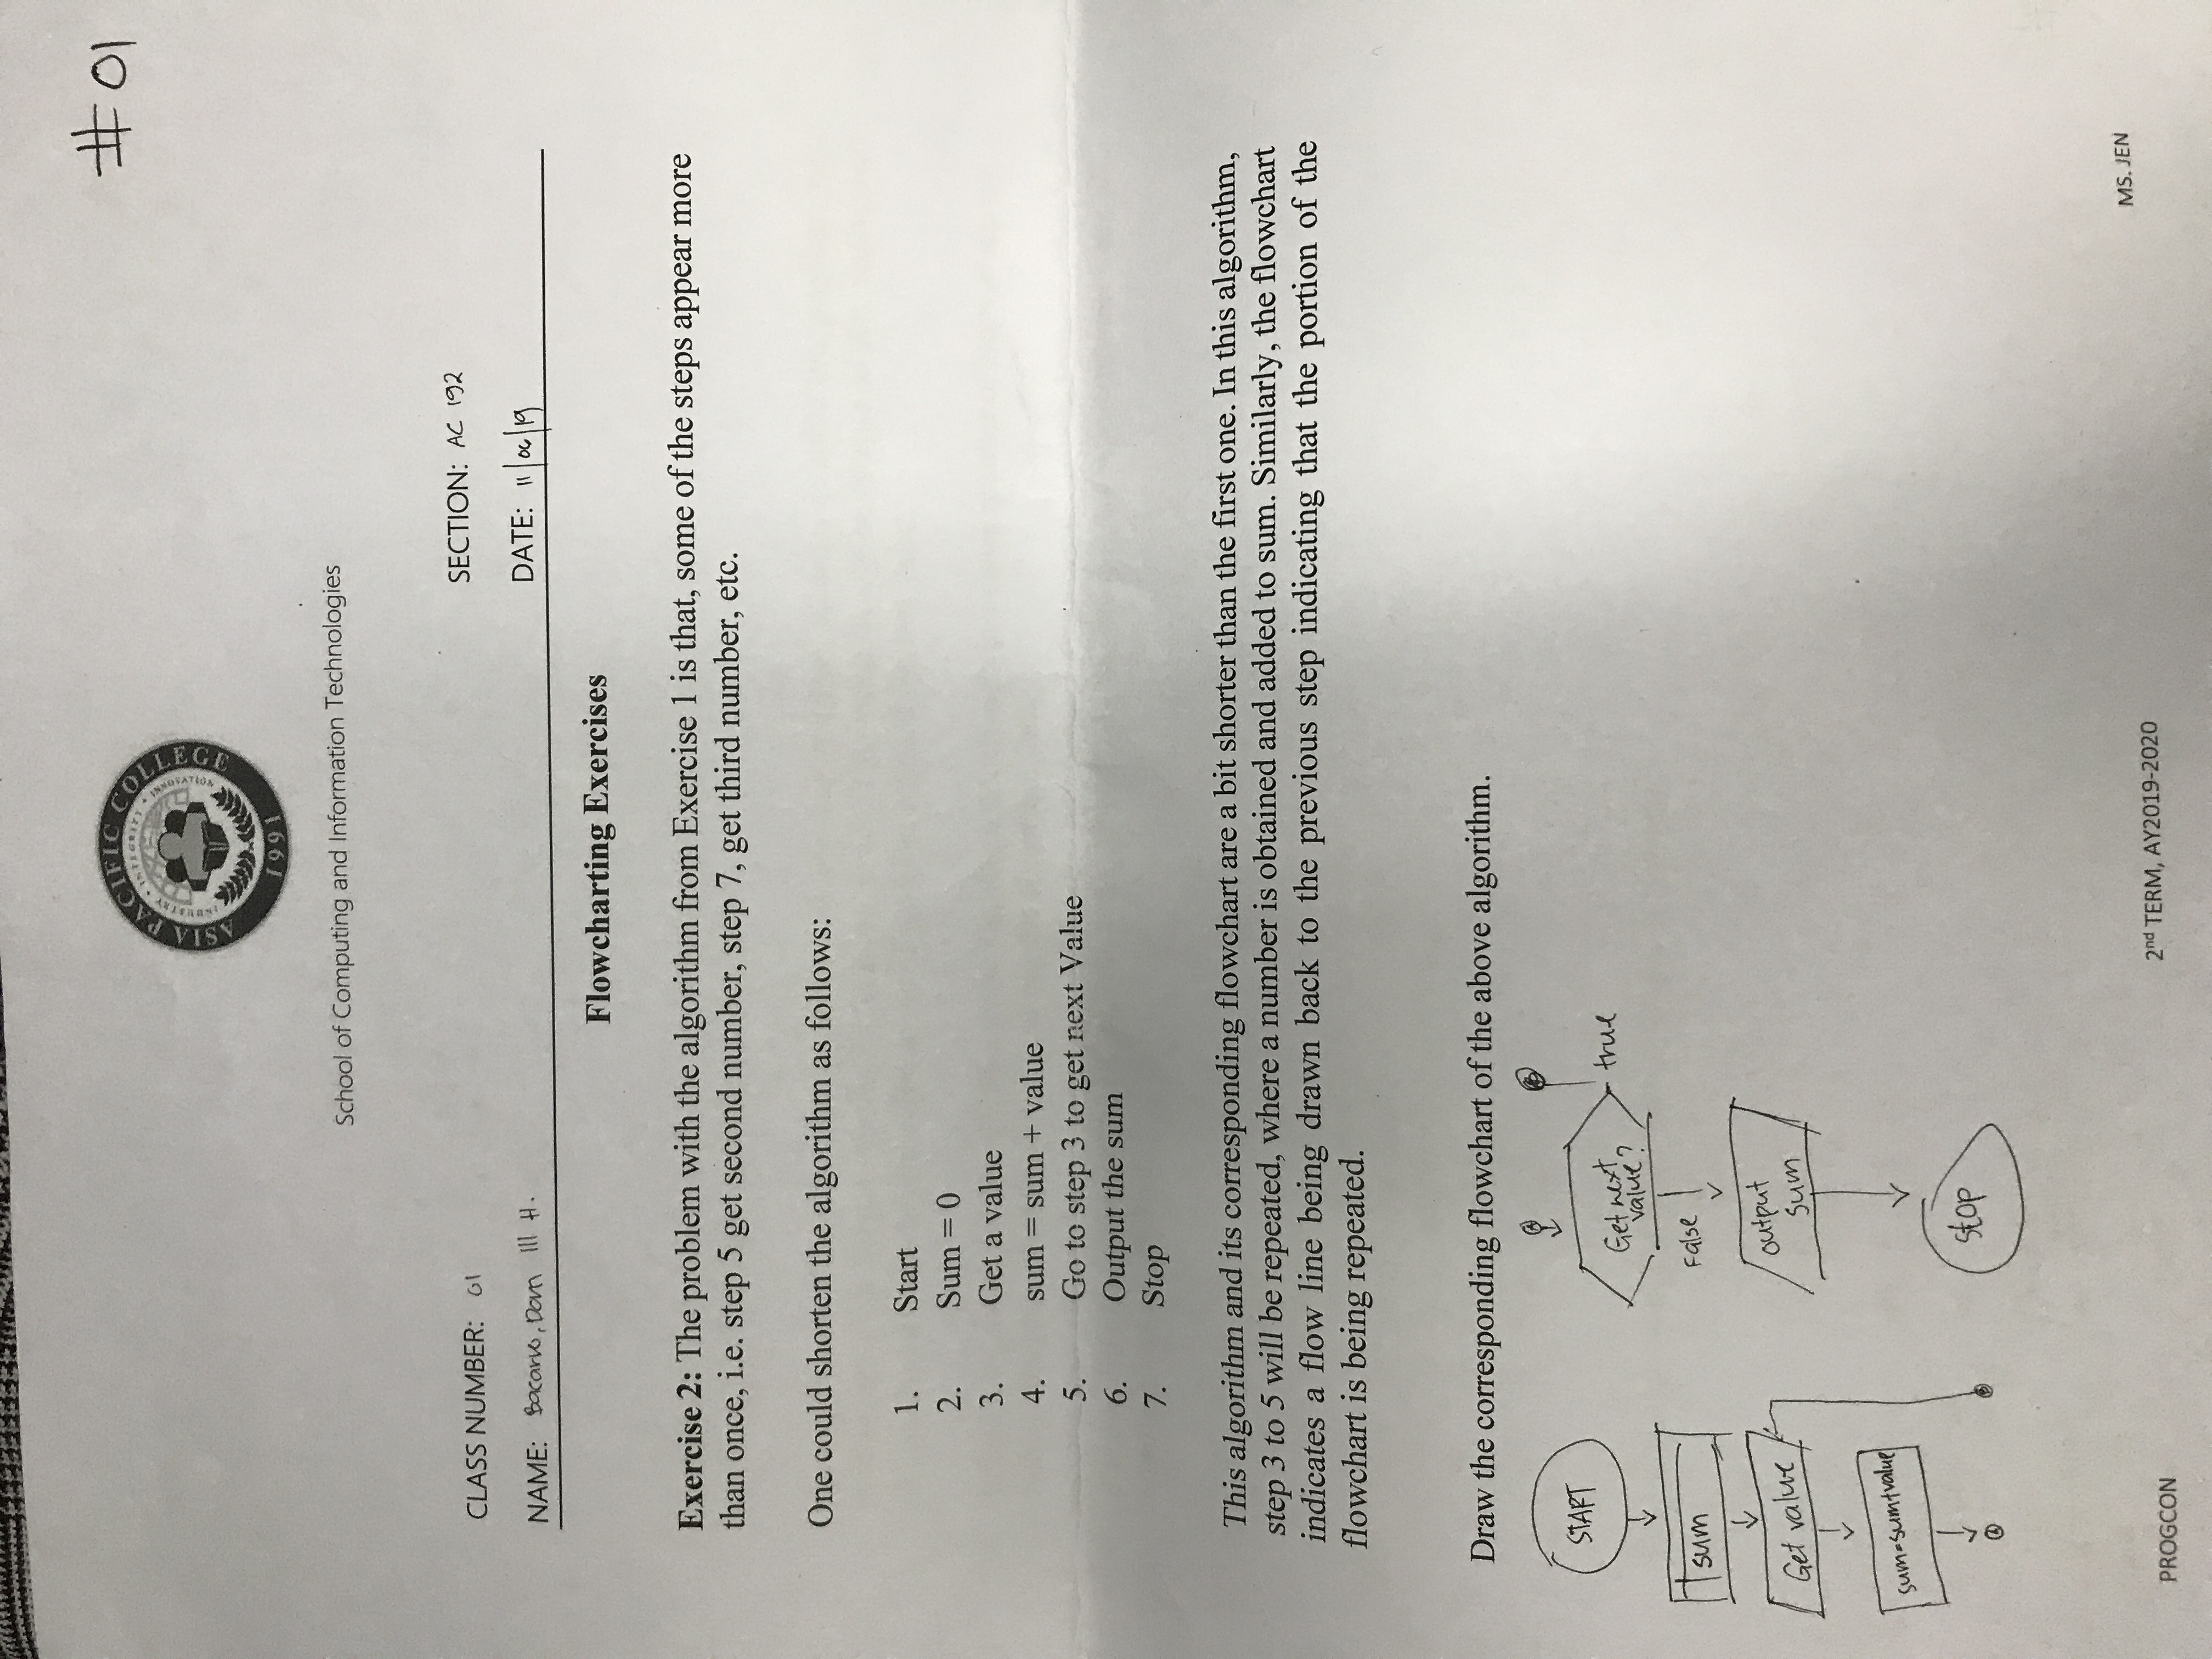 # 01
ASIA PACIFIC COLLEGE
INDUSTRY • INTEGRITY • INNOVATION
1991
School of Computing and Information Technologies
CLASS NUMBER: 01
SECTION: AC 192
NAME: Dom III H.
DATE: 11/06/19
Flowcharting Exercises
Exercise 2: The problem with the algorithm from Exercise 1 is that, some of the steps appear more
than once, i.e. step 5 get second number, step 7, get third number, etc.
One could shorten the algorithm as follows:
1. Start
2. Sum = 0
3. Get a value
4. sum = sum + value
5. Go to step 3 to get next Value
6. Output the sum
7. Stop
This algorithm and its corresponding flowchart are a bit shorter than the first one. In this algorithm,
step 3 to 5 will be repeated, where a number is obtained and added to sum. Similarly, the flowchart
indicates a flow line being drawn back to the previous step indicating that the portion of the
flowchart is being repeated.
Draw the corresponding flowchart of the above algorithm.
START
sum
Get value
sum=sum+value
A
A
B
Get next
value?
true
False
output
sum
Stop
PROGCON
2nd TERM, AY2019-2020
MS. JEN